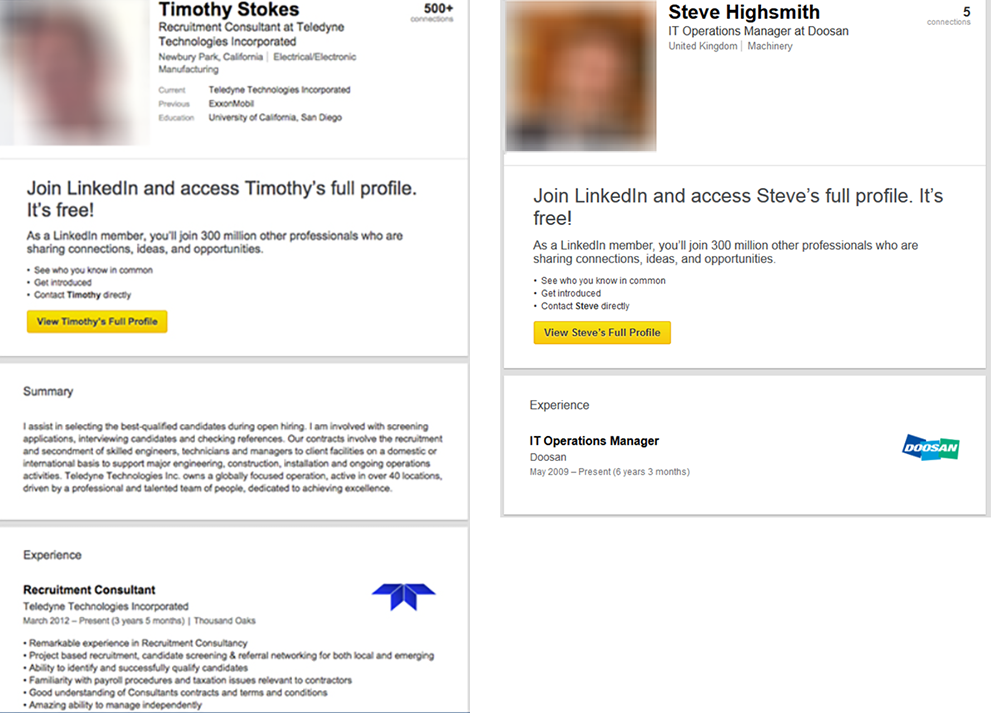 Timothy Stokes
500+
connections
Recruitment Consultant at Teledyne
Technologies Incorporated
Newbury Park, California | Electrical/Electronic
Manufacturing
Current Teledyne Technologies Incorporated
Previous ExxonMobil
Education University of California, San Diego
Join LinkedIn and access Timothy's full profile.
It's free!
As a LinkedIn member, you'll join 300 million other professionals who are
sharing connections, ideas, and opportunities.
• See who you know in common
• Get introduced
• Contact Timothy directly
View Timothy's Full Profile
Summary
I assist in selecting the best-qualified candidates during open hiring. I am involved with screening
applications, interviewing candidates and checking references. Our contracts involve the recruitment
and secondment of skilled engineers, technicians and managers to client facilities on a domestic or
international basis to support major engineering, construction, installation and ongoing operations
activities. Teledyne Technologies Inc. owns a globally focused operation, active in over 40 locations,
driven by a professional and talented team of people, dedicated to achieving excellence.
Experience
Recruitment Consultant
Teledyne Technologies Incorporated
March 2012 – Present (3 years 5 months) | Thousand Oaks
• Remarkable experience in Recruitment Consultancy
• Project based recruitment, candidate screening & referral networking for both local and emerging
• Ability to identify and successfully qualify candidates
• Familiarity with payroll procedures and taxation issues relevant to contractors
• Good understanding of Consultants contracts and terms and conditions
• Amazing ability to manage independently
Steve Highsmith
5
connections
IT Operations Manager at Doosan
United Kingdom | Machinery
Join LinkedIn and access Steve's full profile. It's
free!
As a LinkedIn member, you'll join 300 million other professionals who are
sharing connections, ideas, and opportunities.
• See who you know in common
• Get introduced
• Contact Steve directly
View Steve's Full Profile
Experience
IT Operations Manager
Doosan
May 2009 – Present (6 years 3 months)
DOOSAN